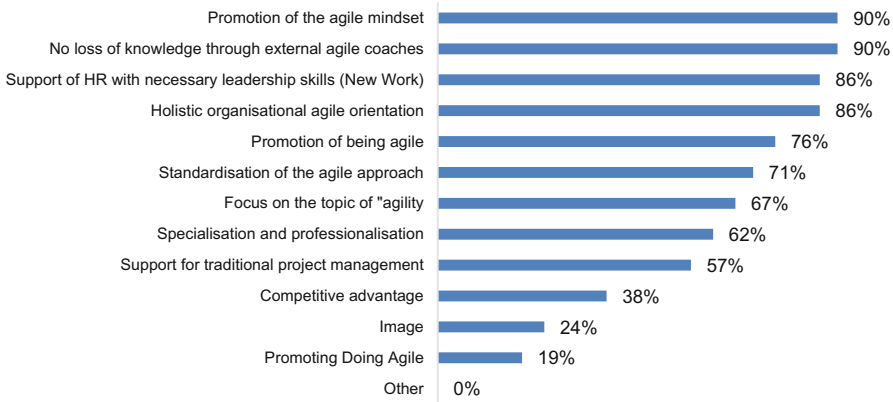 Promotion of the agile mindset 90%
No loss of knowledge through external agile coaches 90%
Support of HR with necessary leadership skills (New Work) 86%
Holistic organisational agile orientation 86%
Promotion of being agile 76%
Standardisation of the agile approach 71%
Focus on the topic of "agility 67%
Specialisation and professionalisation 62%
Support for traditional project management 57%
Competitive advantage 38%
Image 24%
Promoting Doing Agile 19%
Other 0%